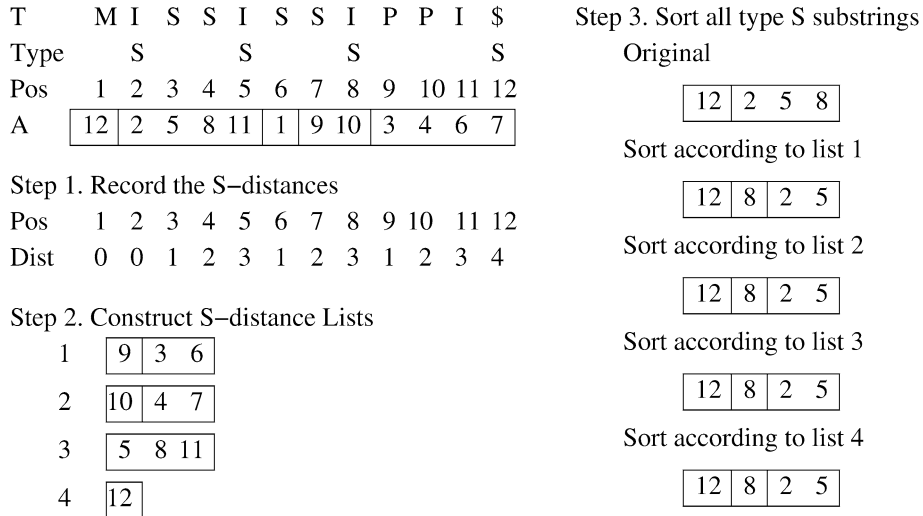 T M I S S I S S I P P I $
Type S S S S
Pos 1 2 3 4 5 6 7 8 9 10 11 12
A 12 2 5 8 11 1 9 10 3 4 6 7
Step 1. Record the S−distances
Pos 1 2 3 4 5 6 7 8 9 10 11 12
Dist 0 0 1 2 3 1 2 3 1 2 3 4
Step 2. Construct S−distance Lists
1 9 3 6
2 10 4 7
3 5 8 11
4 12
Step 3. Sort all type S substrings
Original
12 2 5 8
Sort according to list 1
12 8 2 5
Sort according to list 2
12 8 2 5
Sort according to list 3
12 8 2 5
Sort according to list 4
12 8 2 5